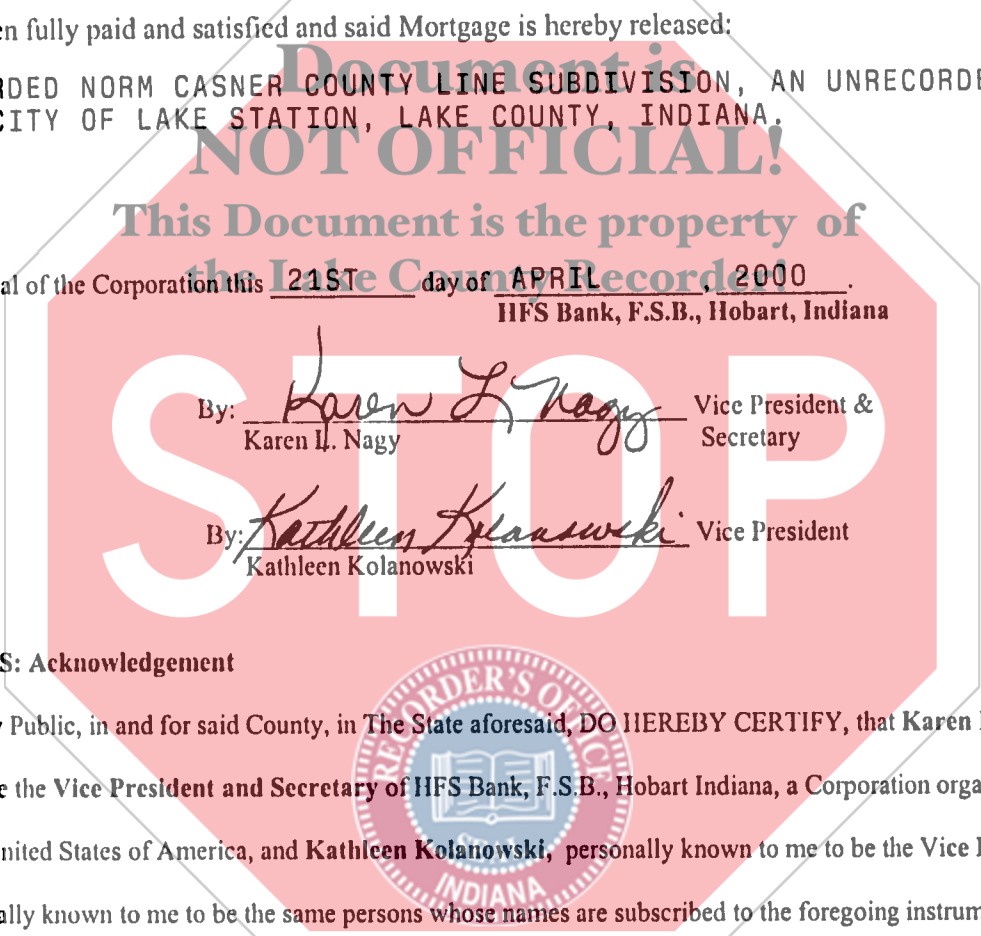 en fully paid and satisfied and said Mortgage is hereby released:
Document is
RDED NORM CASNER COUNTY LINE SUBDIVISION, AN UNRECORDE
CITY OF LAKE STATION, LAKE COUNTY, INDIANA.
NOT OFFICIAL!
This Document is the property of
the Lake County Recorder!
al of the Corporation this 21ST day of APRIL, 2000.
HFS Bank, F.S.B., Hobart, Indiana
STOP
By: Karen L Nagy Vice President &
Karen L. Nagy Secretary
By: Kathleen Kolanowski Vice President
Kathleen Kolanowski
S: Acknowledgement
RECORDER'S OFFICE
y Public, in and for said County, in The State aforesaid, DO HEREBY CERTIFY, that Karen
e the Vice President and Secretary of HFS Bank, F.S.B., Hobart Indiana, a Corporation orga
nited States of America, and Kathleen Kolanowski, personally known to me to be the Vice
SEAL
INDIANA
ally known to me to be the same persons whose names are subscribed to the foregoing instrum